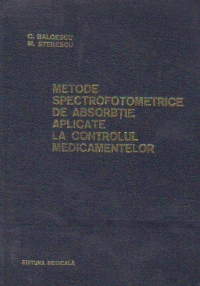 C. BALOESCU
M. STERESCU
METODE
SPECTROFOTOMETRICE
DE ABSORBȚIE
APLICATE
LA CONTROLUL
MEDICAMENTELOR
EDITURA MEDICALĂ